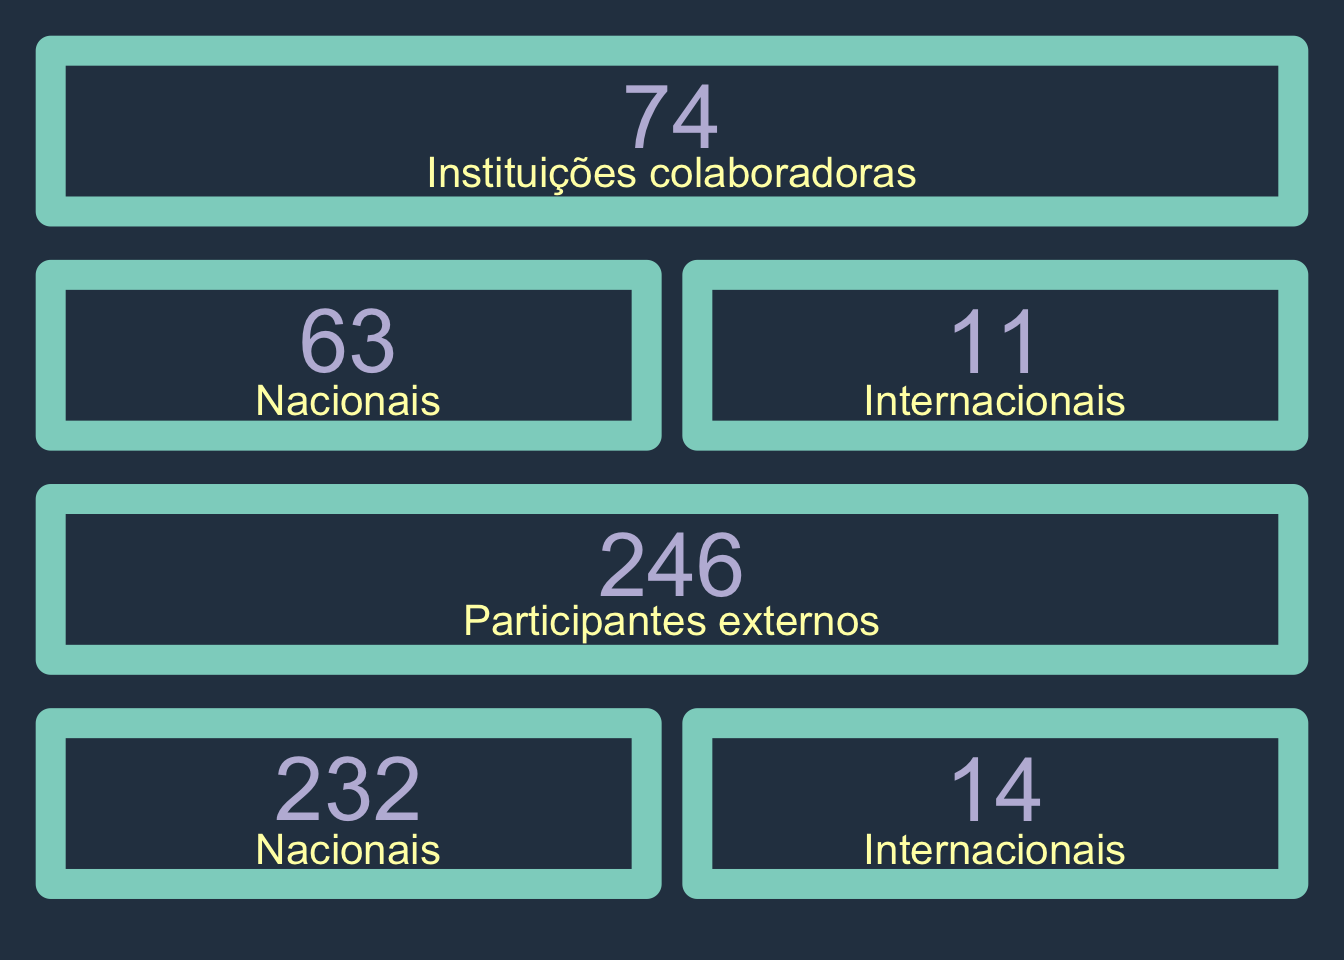 74
Instituições colaboradoras
63
Nacionais
11
Internacionais
246
Participantes externos
232
Nacionais
14
Internacionais